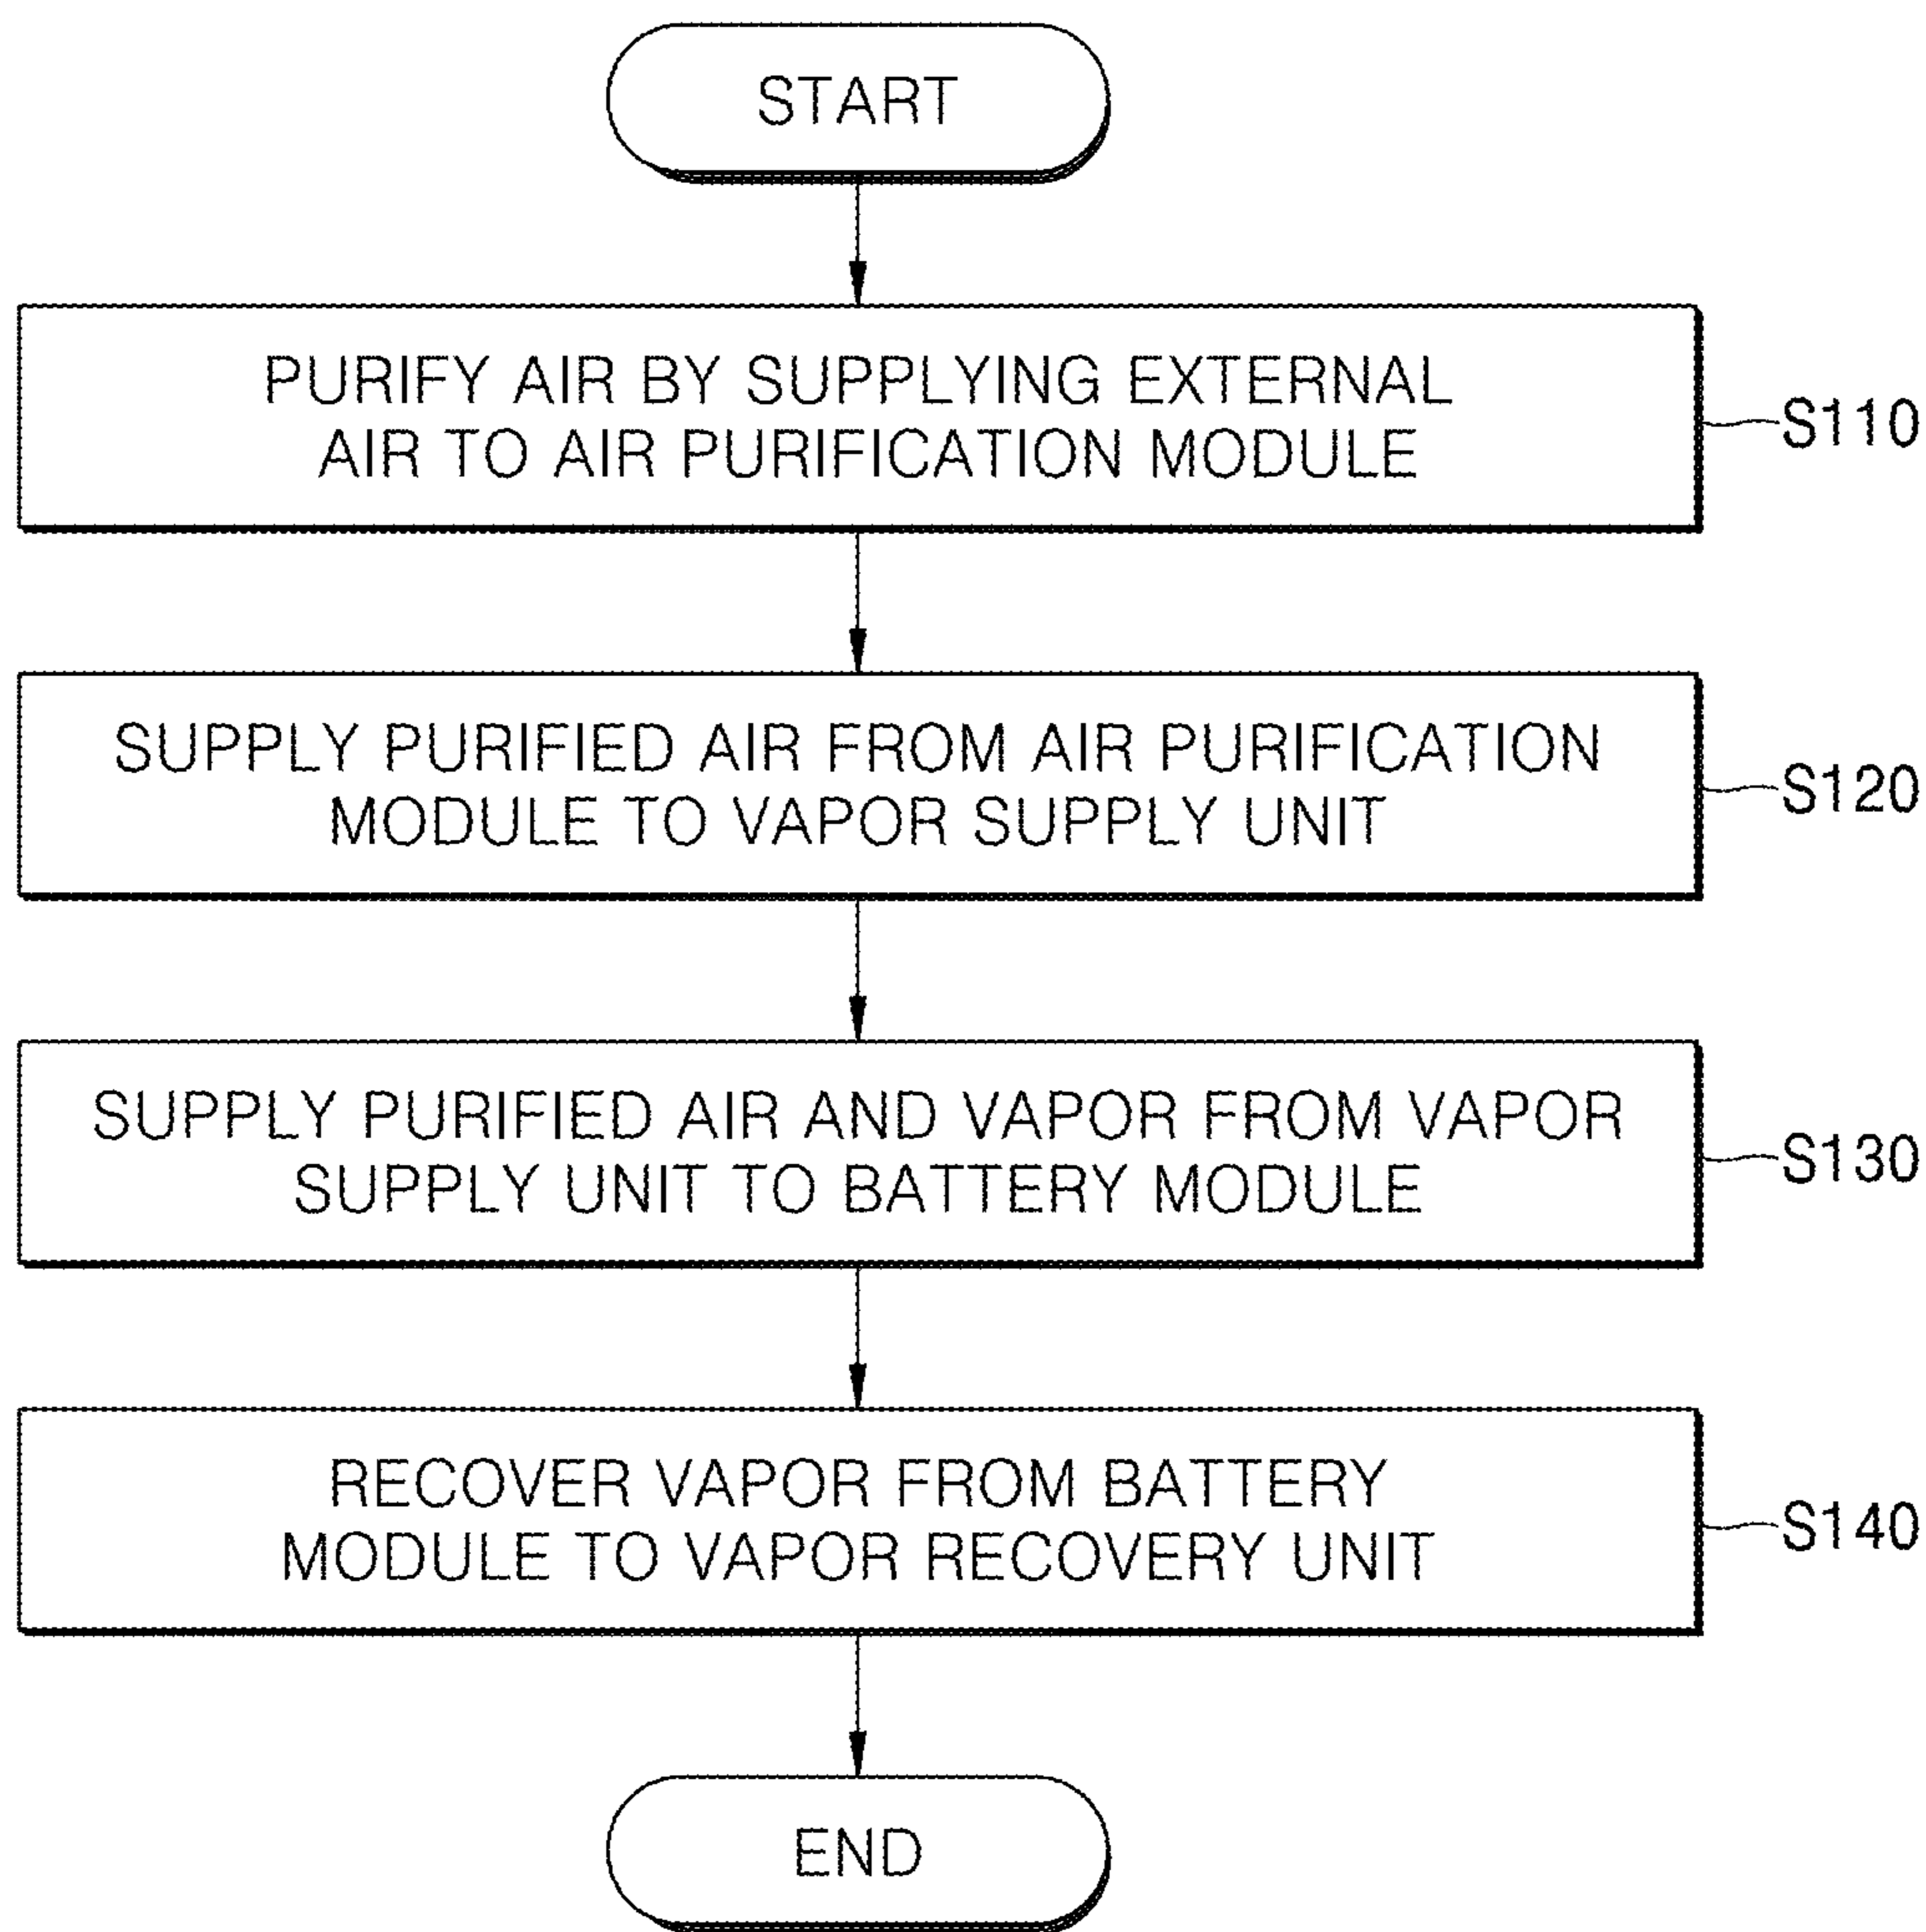 START
PURIFY AIR BY SUPPLYING EXTERNAL
AIR TO AIR PURIFICATION MODULE
S110
SUPPLY PURIFIED AIR FROM AIR PURIFICATION
MODULE TO VAPOR SUPPLY UNIT
S120
SUPPLY PURIFIED AIR AND VAPOR FROM VAPOR
SUPPLY UNIT TO BATTERY MODULE
S130
RECOVER VAPOR FROM BATTERY
MODULE TO VAPOR RECOVERY UNIT
S140
END